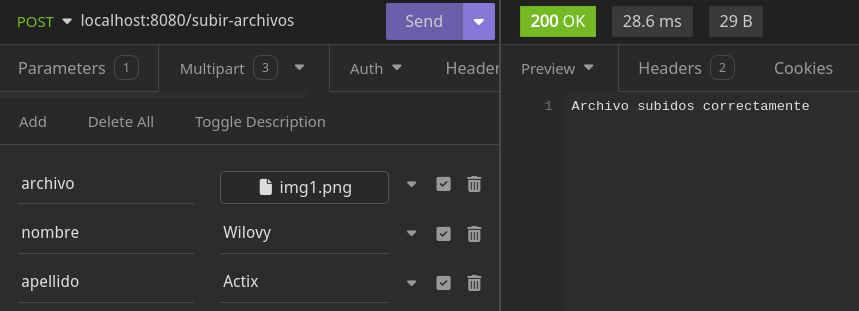 POST localhost:8080/subir-archivos Send
200 OK 28.6 ms 29 B
Parameters 1 Multipart 3 Auth Header
Preview Headers 2 Cookies
Add Delete All Toggle Description
1 Archivo subidos correctamente
archivo img1.png
nombre Wilovy
apellido Actix